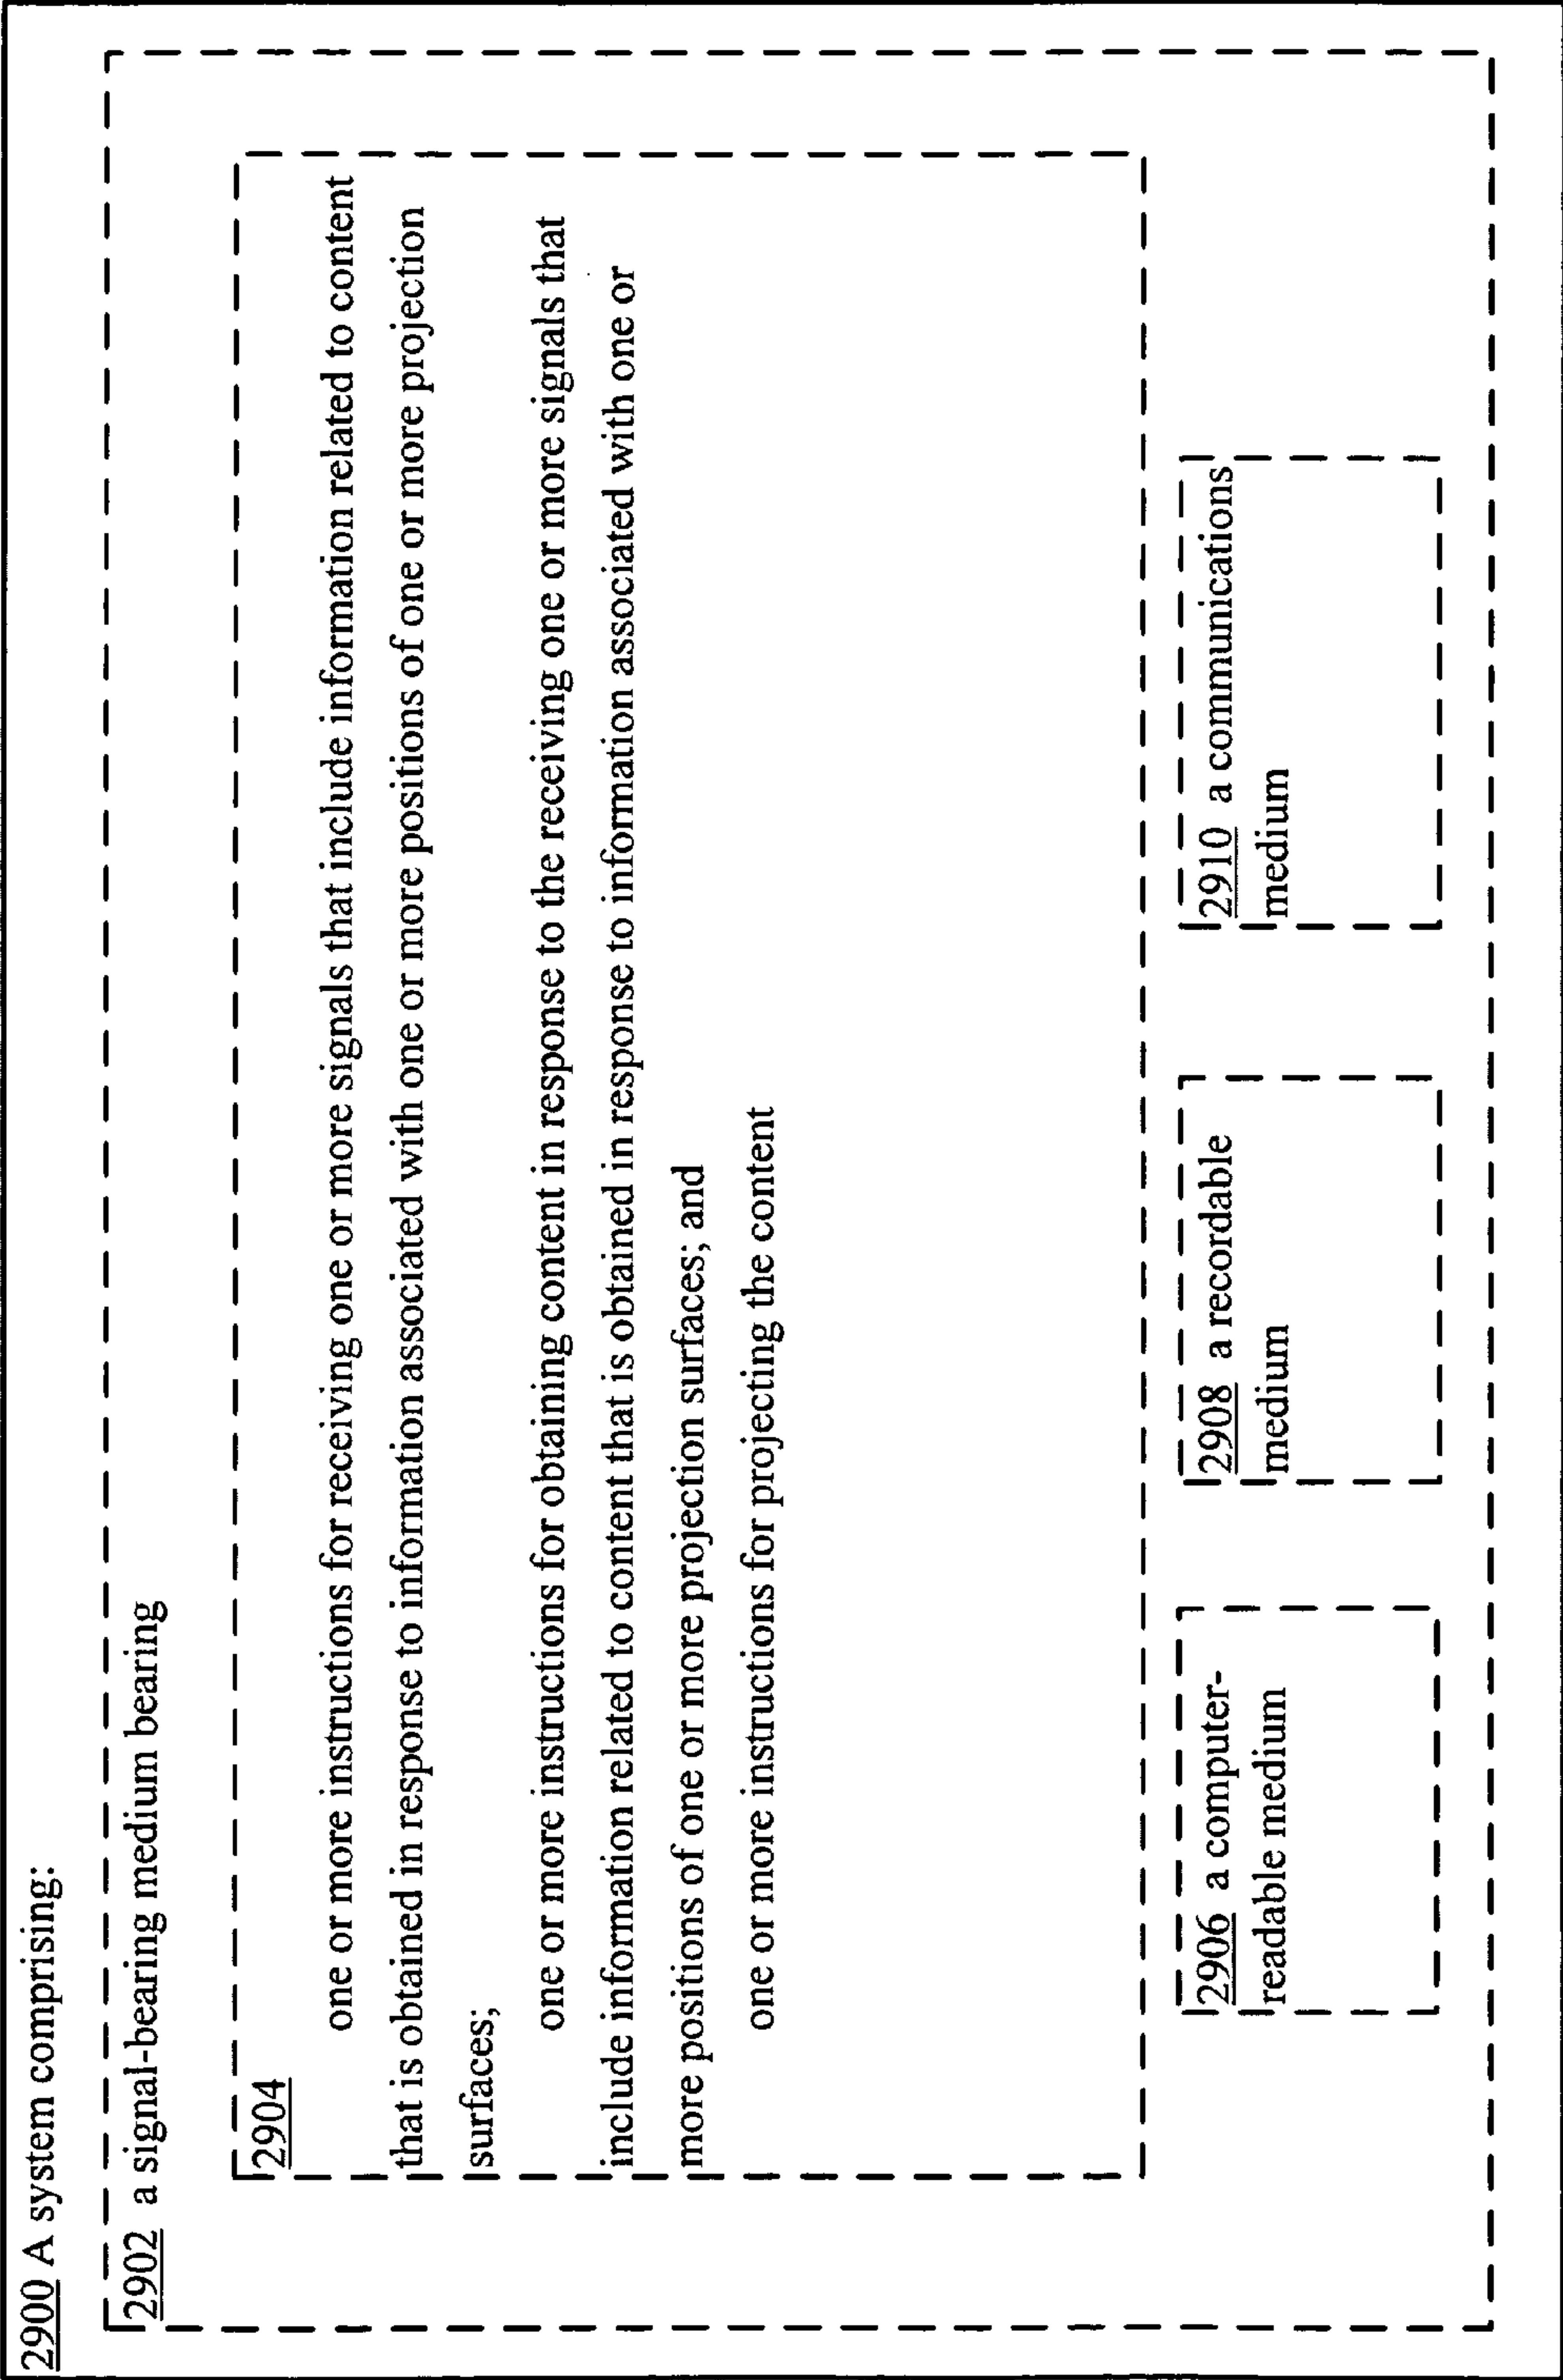 2900 A system comprising:
2902 a signal-bearing medium bearing
2904
one or more instructions for receiving one or more signals that include information related to content
that is obtained in response to information associated with one or more positions of one or more projection
surfaces;
one or more instructions for obtaining content in response to the receiving one or more signals that
include information related to content that is obtained in response to information associated with one or
more positions of one or more projection surfaces; and
one or more instructions for projecting the content
2906 a computer-
readable medium
2908 a recordable
medium
2910 a communications
medium